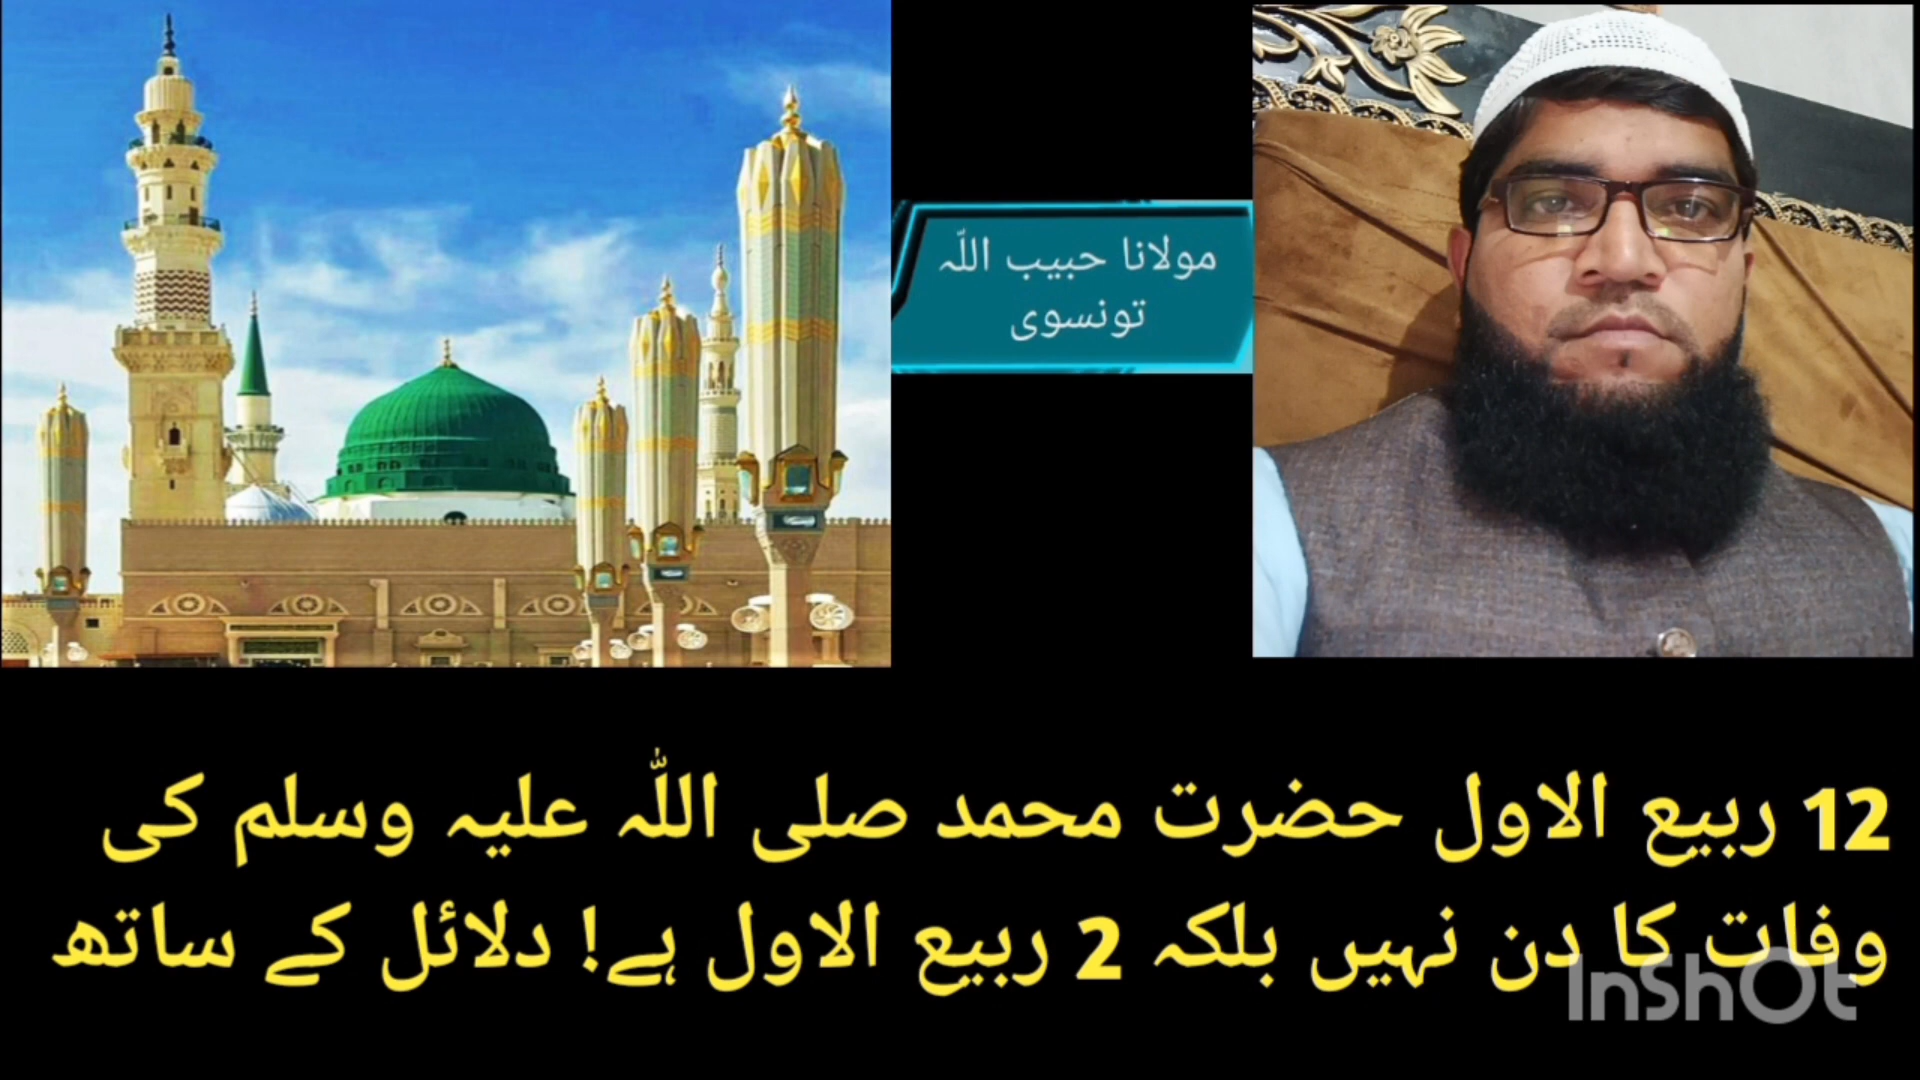 مولانا حبیب اللہ
تونسوی
12 ربیع الاول حضرت محمد صلی اللہ علیہ وسلم کی
وفات کا دن نہیں بلکہ 2 ربیع الاول ہے! دلائل کے ساتھ
InShOt